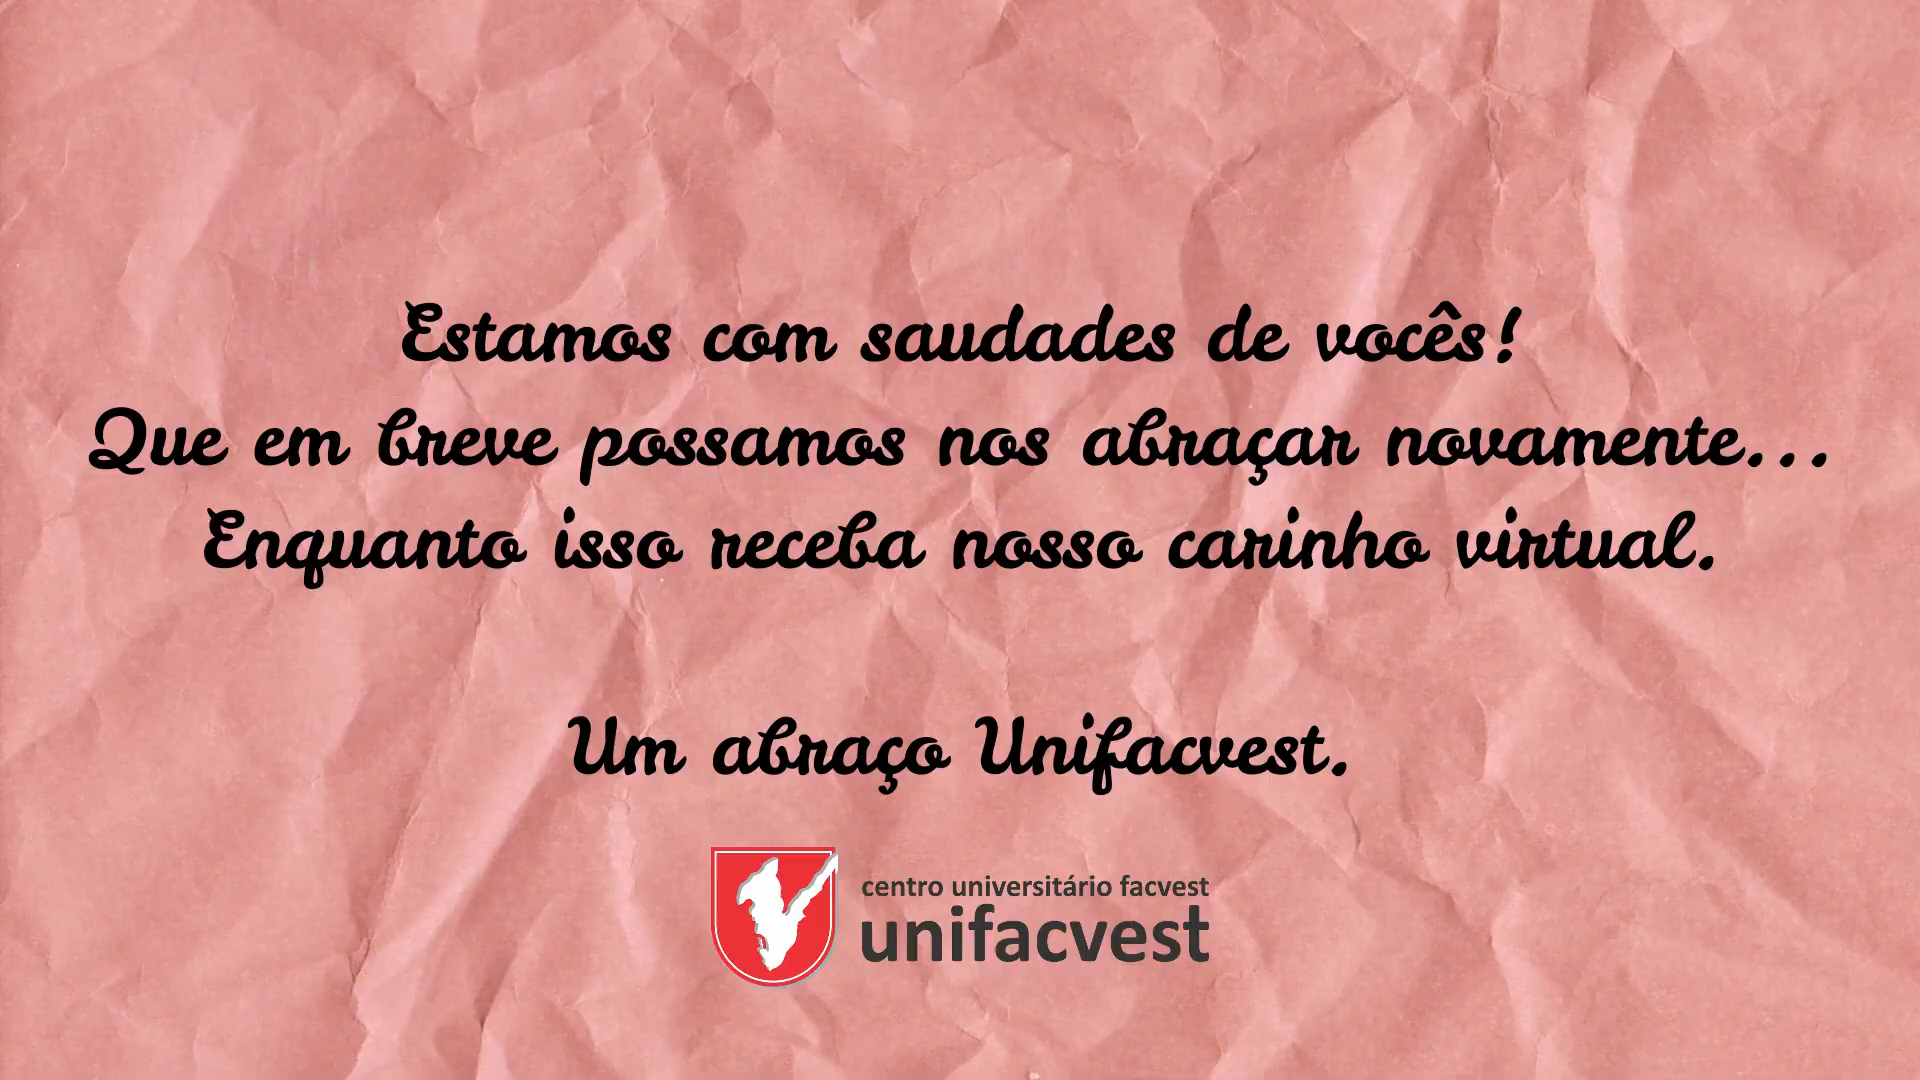 Estamos com saudades de vocês!
Que em breve possamos nos abraçar novamente...
Enquanto isso receba nosso carinho virtual.
Um abraço Unifacvest.
centro universitário facvest
unifacvest